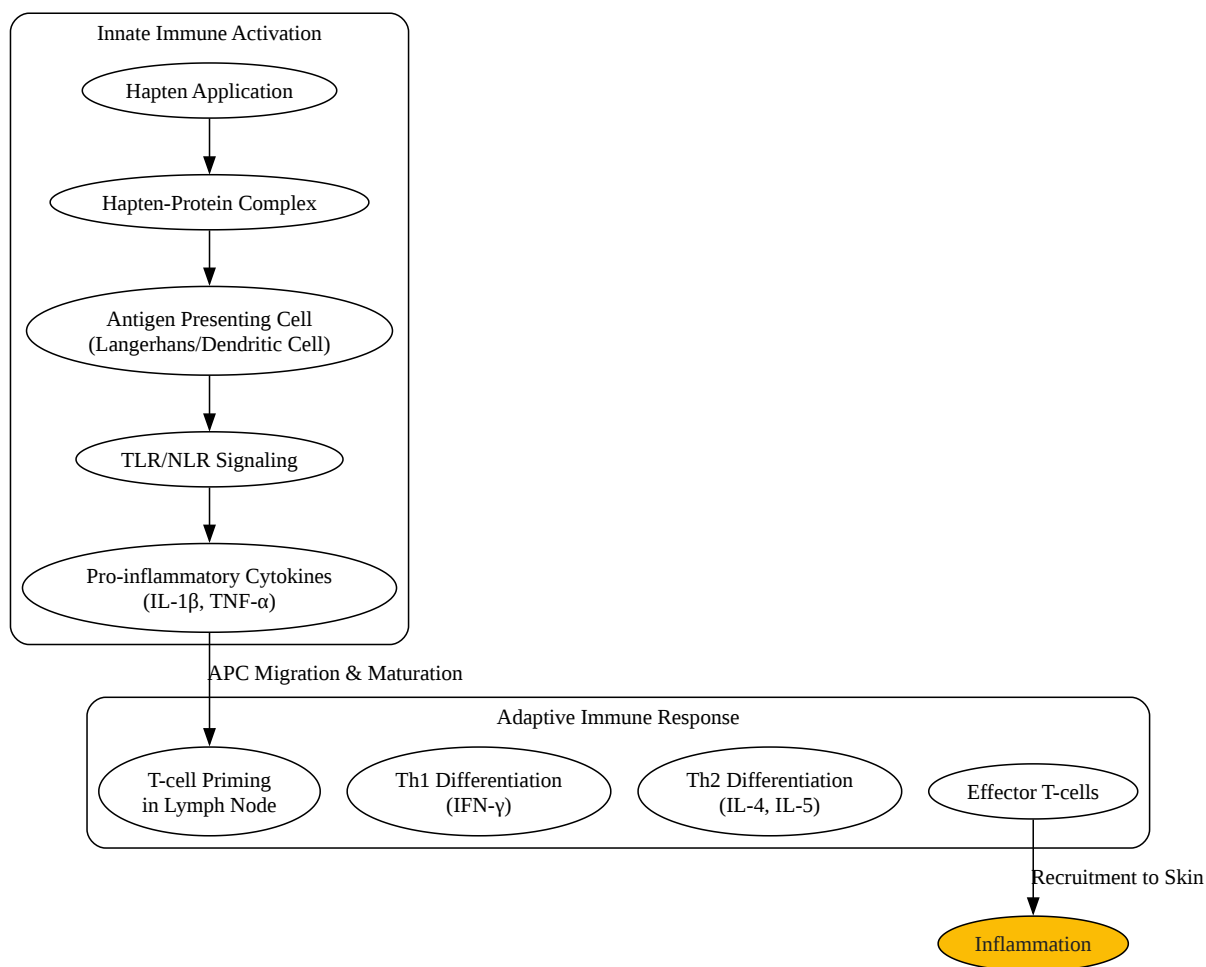 Innate Immune Activation
Hapten Application
Hapten-Protein Complex
Antigen Presenting Cell
(Langerhans/Dendritic Cell)
TLR/NLR Signaling
Pro-inflammatory Cytokines
(IL-1β, TNF-α)
APC Migration & Maturation
Adaptive Immune Response
T-cell Priming
in Lymph Node
Th1 Differentiation
(IFN-γ)
Th2 Differentiation
(IL-4, IL-5)
Effector T-cells
Recruitment to Skin
Inflammation